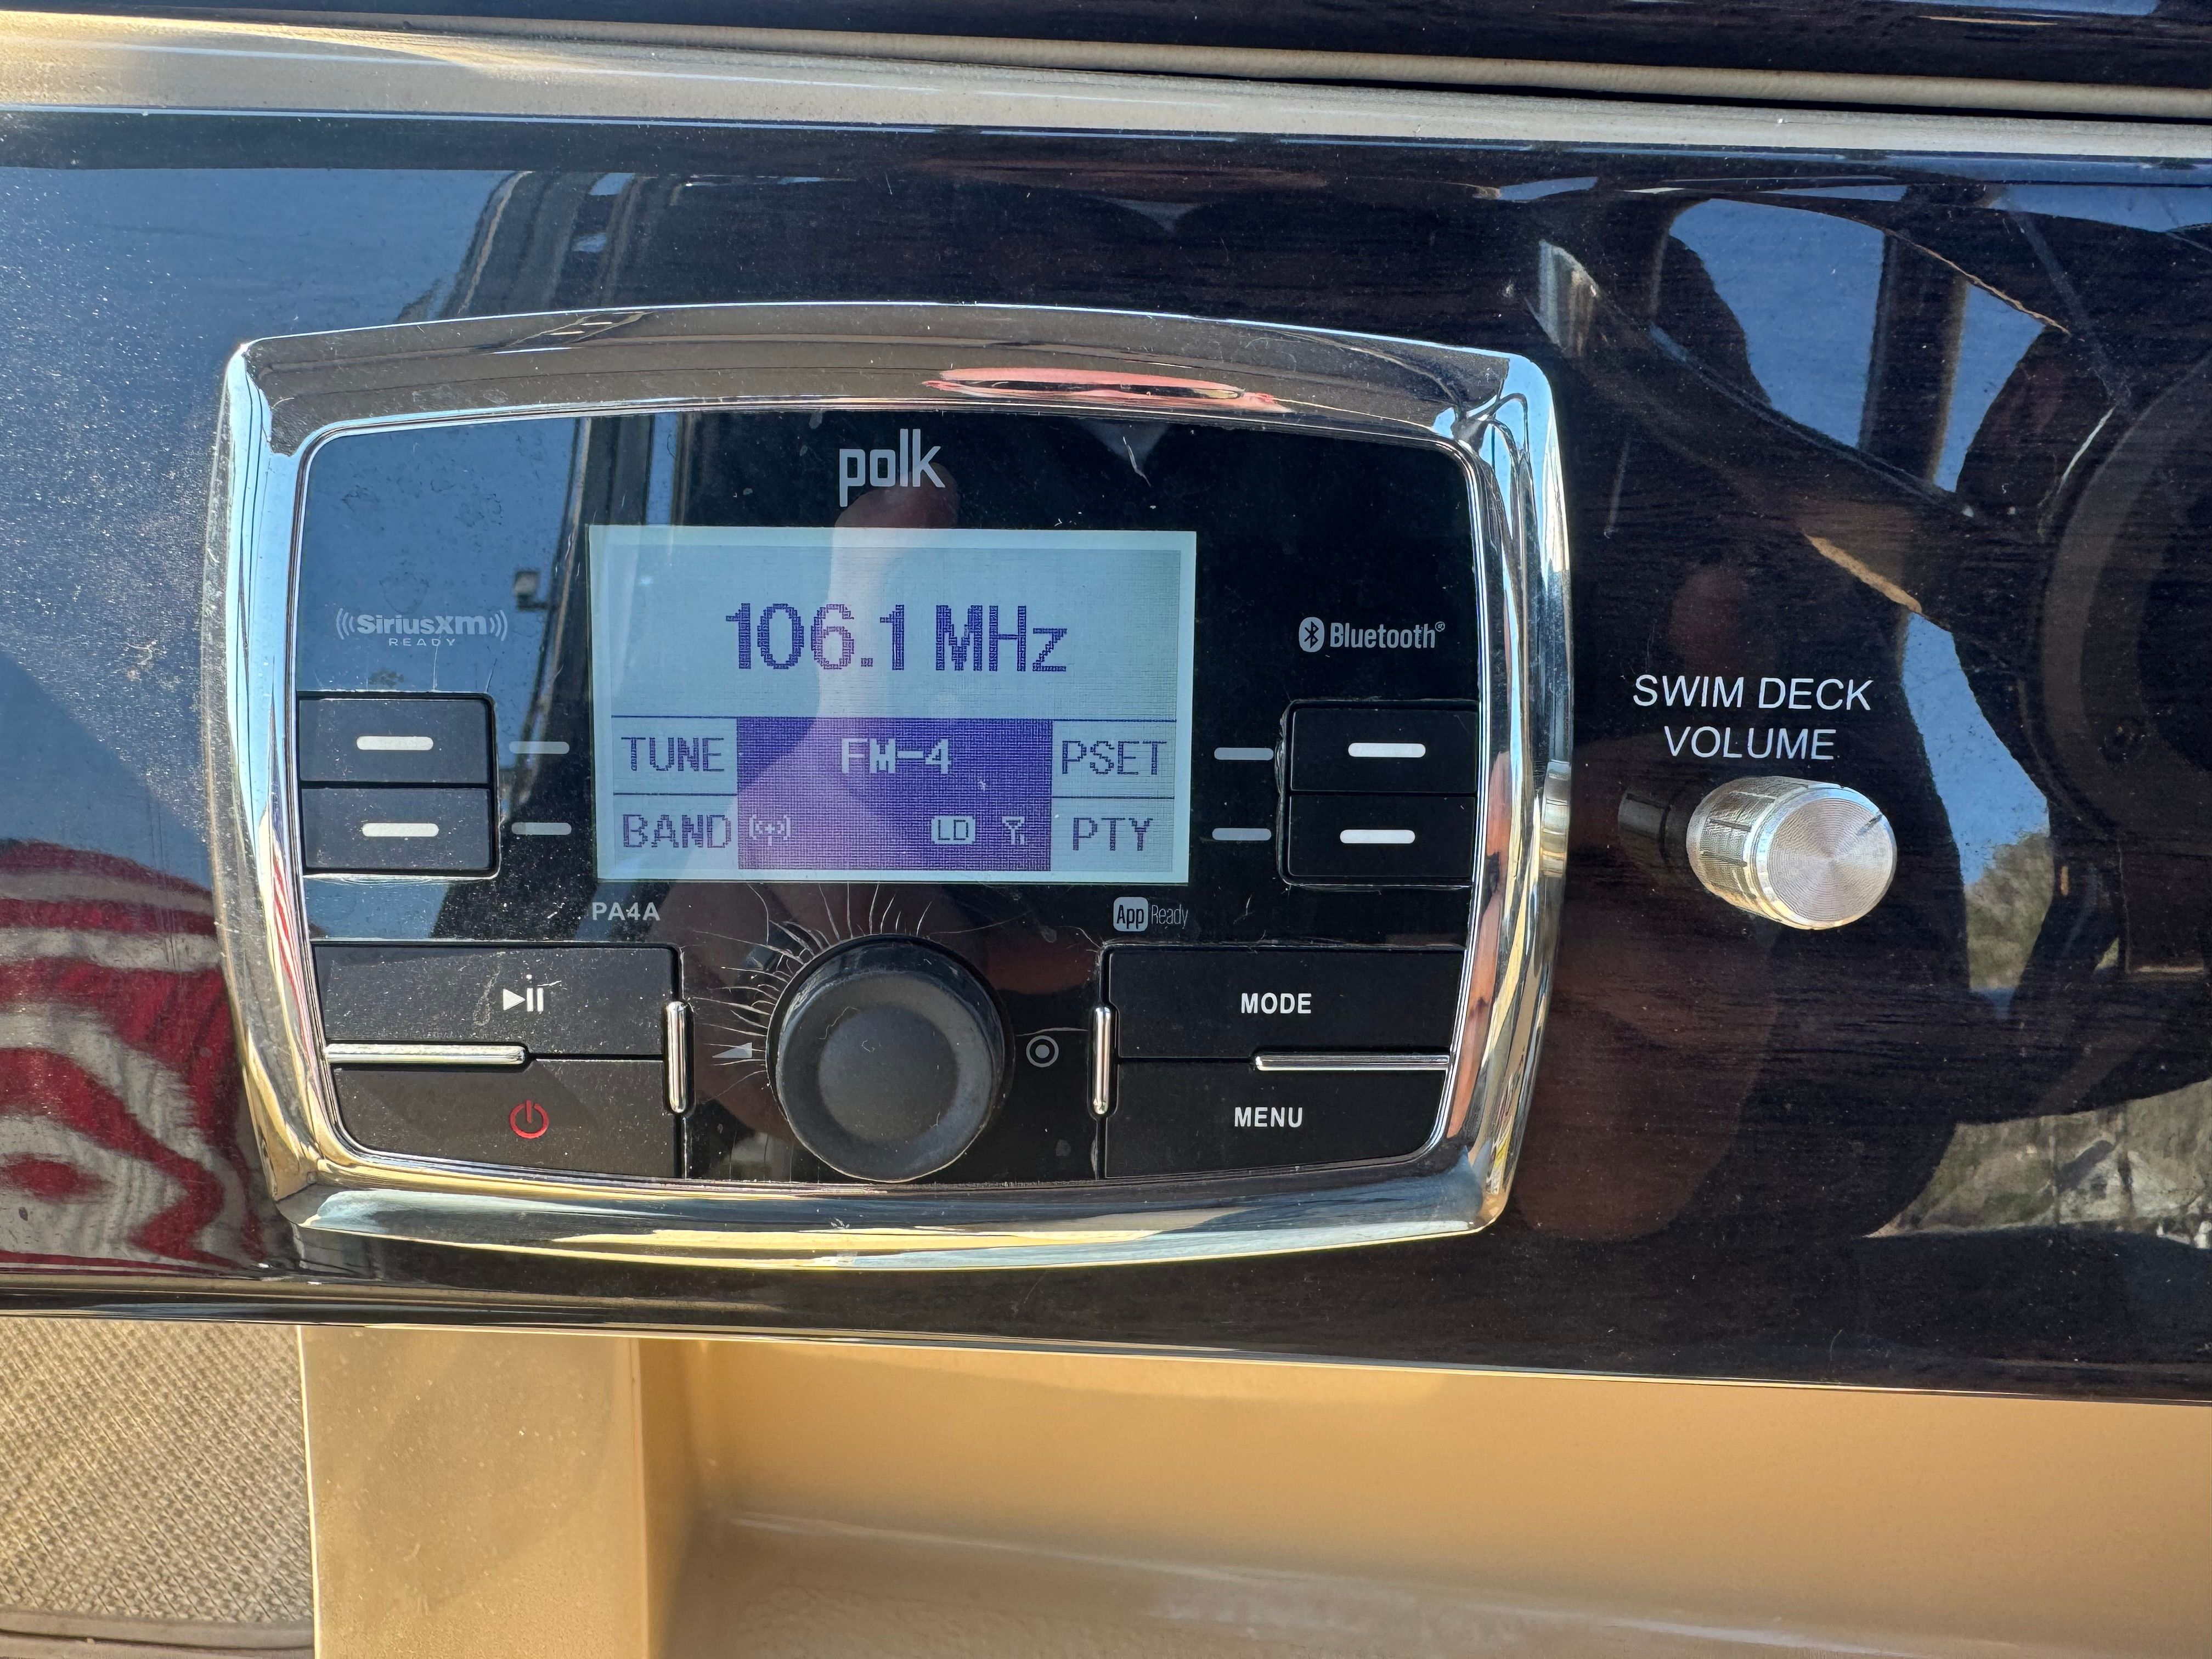 polk
SiriusXM
READY
Bluetooth®
106.1 MHz
TUNE FM-4 PSET
BAND LD PTY
PA4A
App Ready
MODE
MENU
SWIM DECK
VOLUME